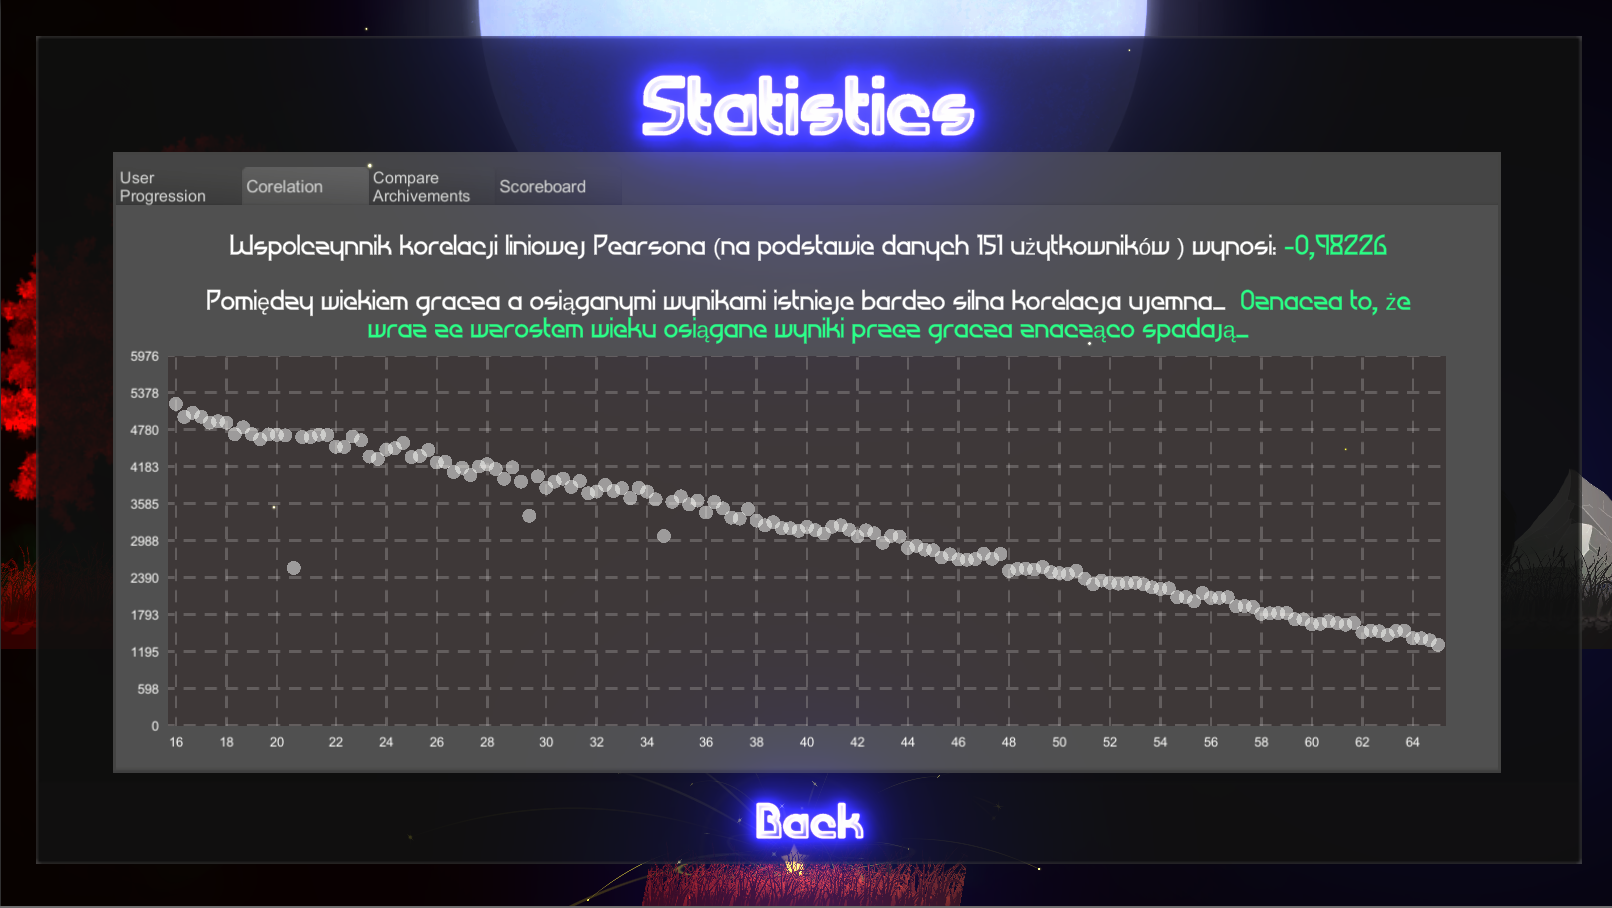 Statistics
User
Progression
Corelation
Compare
Archivements
Scoreboard
Wspolczynnik korelacji liniowej Pearsona (na podstawie danych 151 użytkowników ) wynosi: -0,98226
Pomiędzy wiekiem gracza a osiąganymi wynikami istnieje bardzo silna korelacja ujemna_ Oznacza to, że
wraz ze wzrostem wieku osiągane wyniki przez gracza znacząco spadają_
5976
5378
4780
4183
3585
2988
2390
1793
1195
598
0
16 18 20 22 24 26 28 30 32 34 36 38 40 42 44 46 48 50 52 54 56 58 60 62 64
Back